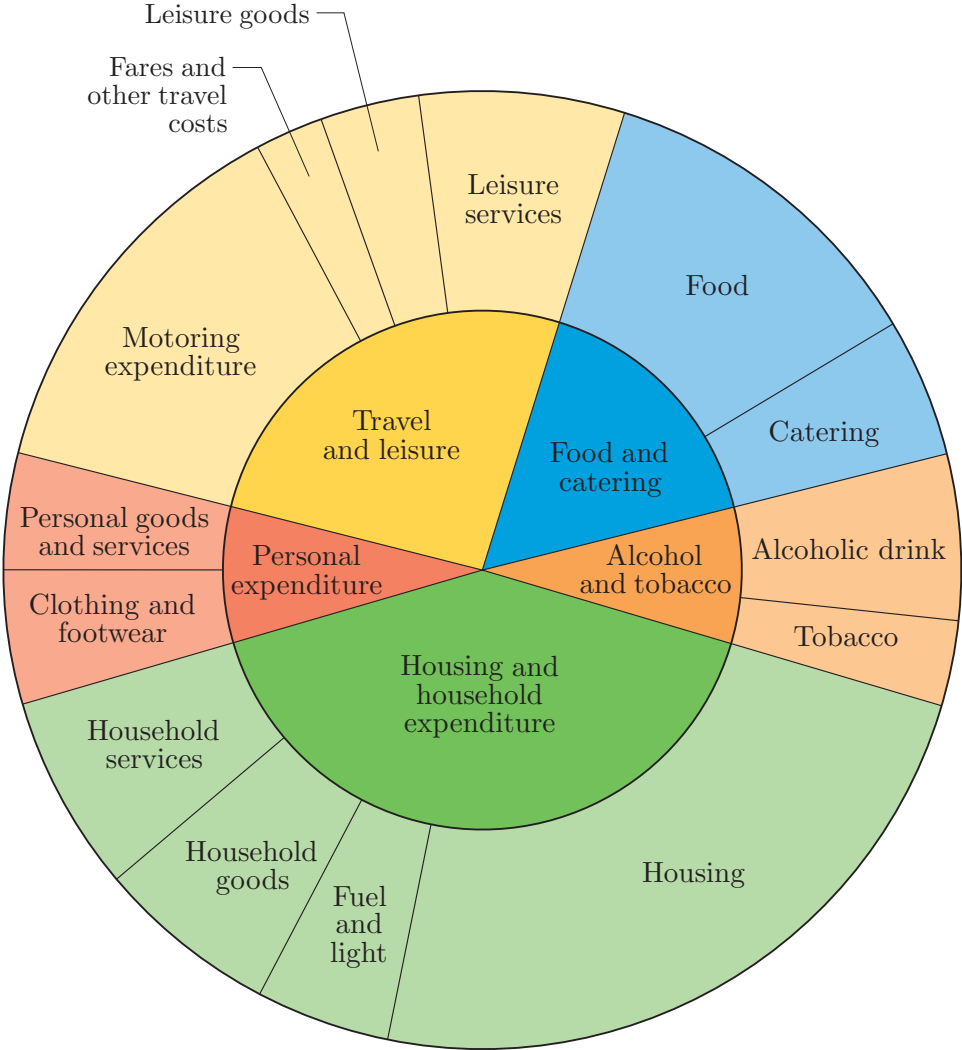 Leisure goods
Fares and
other travel
costs
Leisure
services
Food
Motoring
expenditure
Travel
and leisure
Food and
catering
Catering
Personal goods
and services
Personal
expenditure
Alcohol
and tobacco
Alcoholic drink
Clothing and
footwear
Tobacco
Housing and
household
expenditure
Household
services
Household
goods
Fuel
and
light
Housing